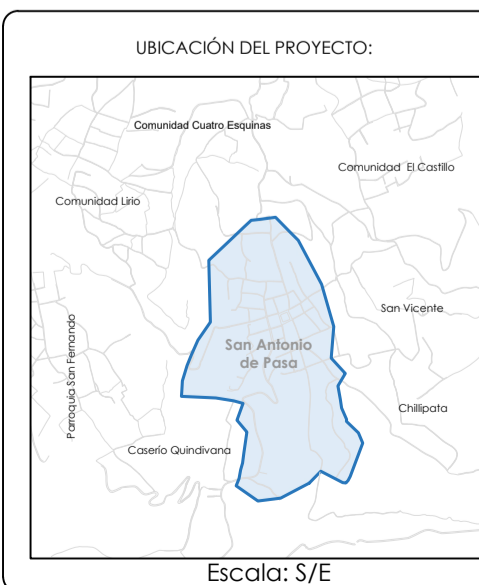 UBICACIÓN DEL PROYECTO:
Comunidad Cuatro Esquinas
Comunidad El Castillo
Comunidad Lirio
San Vicente
Parroquia San Fernando
San Antonio
de Pasa
Chillipata
Caserío Quindivana
Escala: S/E